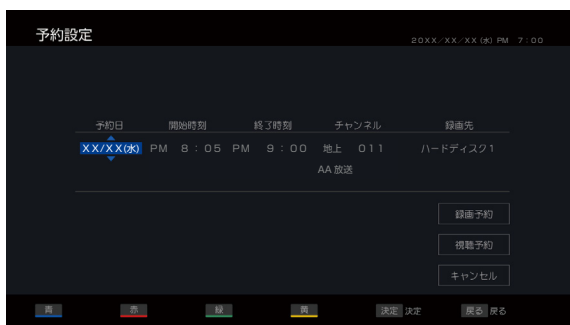 予約設定
20XX/XX/XX (水) PM 7:00
予約日 開始時刻 終了時刻 チャンネル 録画先
XX/XX(水) PM 8:05 PM 9:00 地上 011 ハードディスク1
AA 放送
録画予約
視聴予約
キャンセル
青 赤 緑 黄 決定 決定 戻る 戻る